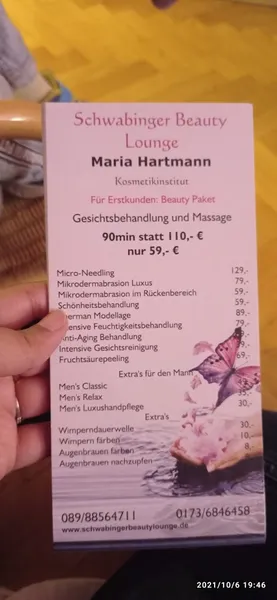 Schwabinger Beauty
Lounge
Maria Hartmann
Kosmetikinstitut
Für Erstkunden: Beauty Paket
Gesichtsbehandlung und Massage
90min statt 110,- €
nur 59,- €
Micro-Needling 129,-
Mikrodermabrasion Luxus 79,-
Mikrodermabrasion im Rückenbereich 59,-
Schönheitsbehandlung 59,-
Modellage 89,-
Feuchtigkeitsbehandlung 79,-
Behandlung
Intensive Gesichtsreinigung
Fruchtsäurepeeling 69,-
Extra's für den Mann
Men's Classic
Men's Relax 35,-
Men's Luxushandpflege 30,-
Extra's
Wimperndauerwelle 30,-
Wimpern färben 10,-
Augenbrauen färben 8,-
Augenbrauen nachzupfen
089/88564711 0173/6846458
www.schwabingerbeautylounge.de
2021/10/6 19:46